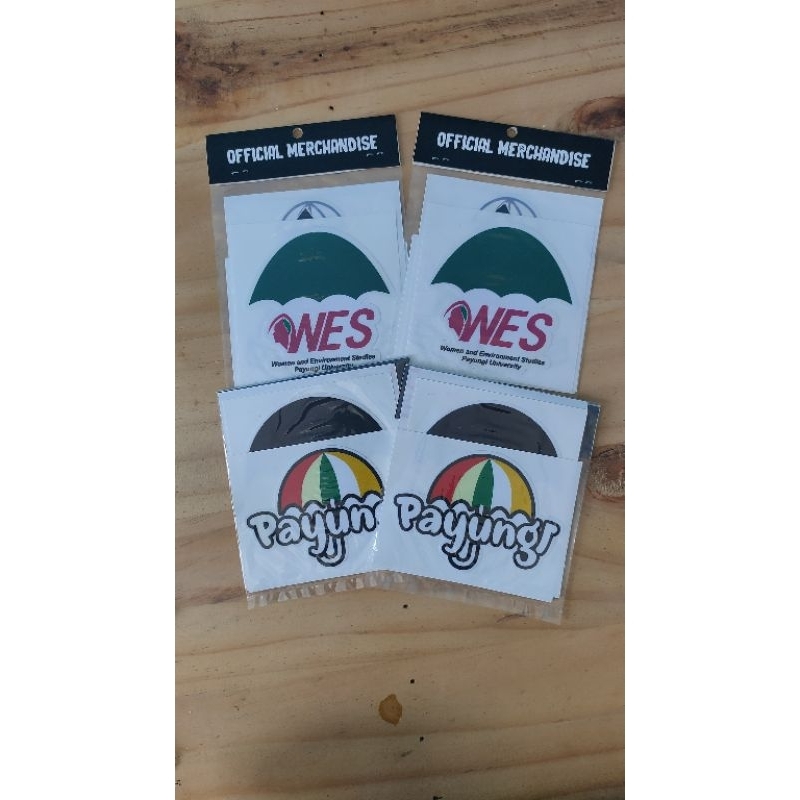 OFFICIAL MERCHANDISE
WES
Women and Environment Studies
Payungi University
OFFICIAL MERCHANDISE
WES
Women and Environment Studies
Payungi University
Payun
Payungi